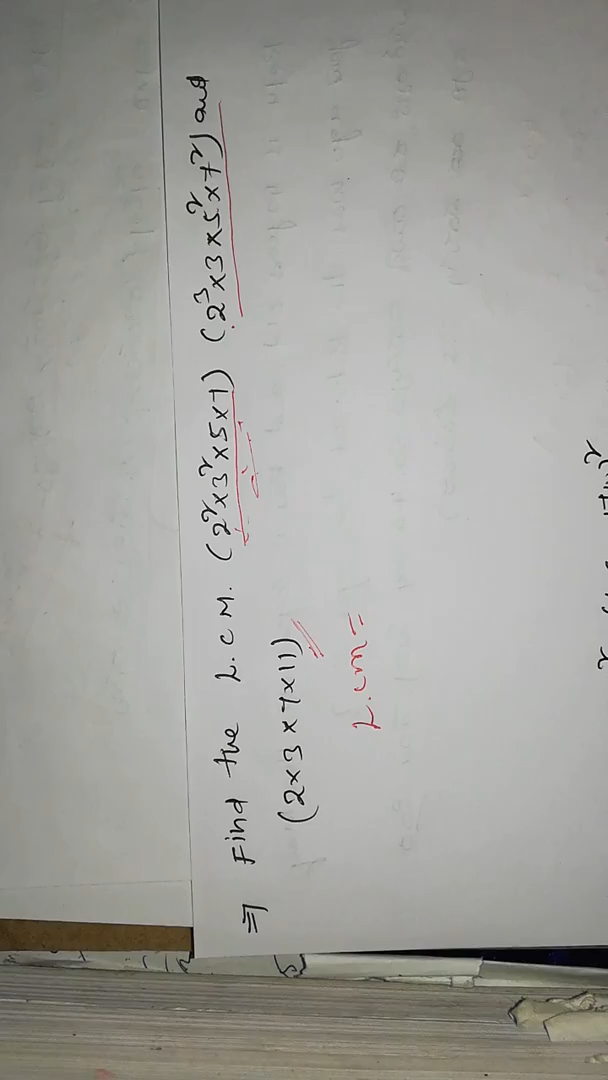 ⇒ Find the L.C.M. (2²×3²×5×7) (2³×3×5²×7²) and
(2×3×7×11)
L.cm=